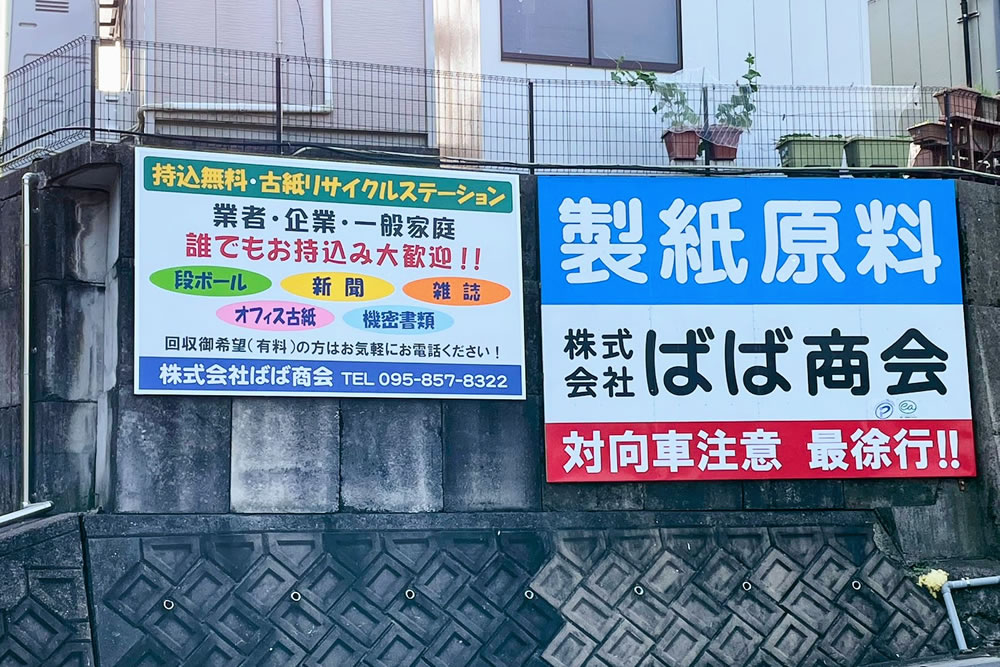 持込無料・古紙リサイクルステーション
業者・企業・一般家庭
誰でもお持込み大歓迎!!
段ボール 新聞 雑誌
オフィス古紙 機密書類
回収御希望(有料)の方はお気軽にお電話ください!
株式会社ばば商会 TEL 095-857-8322
製紙原料
株式会社ばば商会
対向車注意 最徐行!!